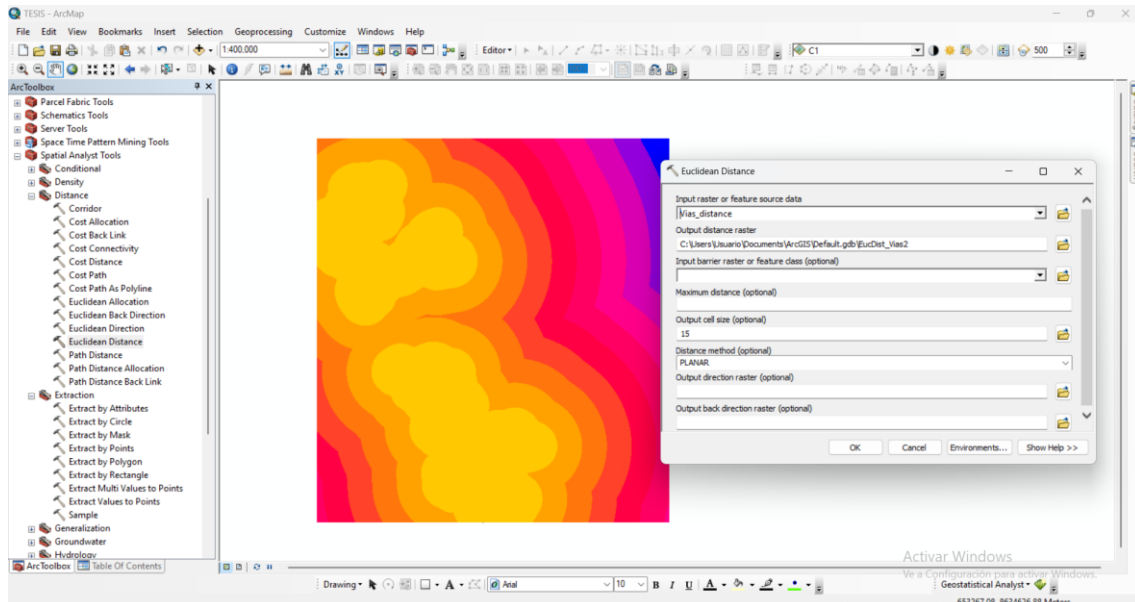 TESIS - ArcMap
File Edit View Bookmarks Insert Selection Geoprocessing Customize Windows Help
1:400.000
Editor
C1
500
ArcToolbox
Parcel Fabric Tools
Schematics Tools
Server Tools
Space Time Pattern Mining Tools
Spatial Analyst Tools
Conditional
Density
Distance
Corridor
Cost Allocation
Cost Back Link
Cost Connectivity
Cost Distance
Cost Path
Cost Path As Polyline
Euclidean Allocation
Euclidean Back Direction
Euclidean Direction
Euclidean Distance
Path Distance
Path Distance Allocation
Path Distance Back Link
Extraction
Extract by Attributes
Extract by Circle
Extract by Mask
Extract by Points
Extract by Polygon
Extract by Rectangle
Extract Multi Values to Points
Extract Values to Points
Sample
Generalization
Groundwater
Hydrology
ArcToolbox Table Of Contents
Euclidean Distance
Input raster or feature source data
Vias_distance
Output distance raster
C:\Users\Usuario\Documents\ArcGIS\Default.gdb\EucDist_Vias2
Input barrier raster or feature class (optional)
Maximum distance (optional)
Output cell size (optional)
15
Distance method (optional)
PLANAR
Output direction raster (optional)
Output back direction raster (optional)
OK Cancel Environments... Show Help >>
Activar Windows
Ve a Configuración para activar Windows.
Drawing A Arial 10 B I U A
Geostatistical Analyst
653267,98 8634626,88 Meters